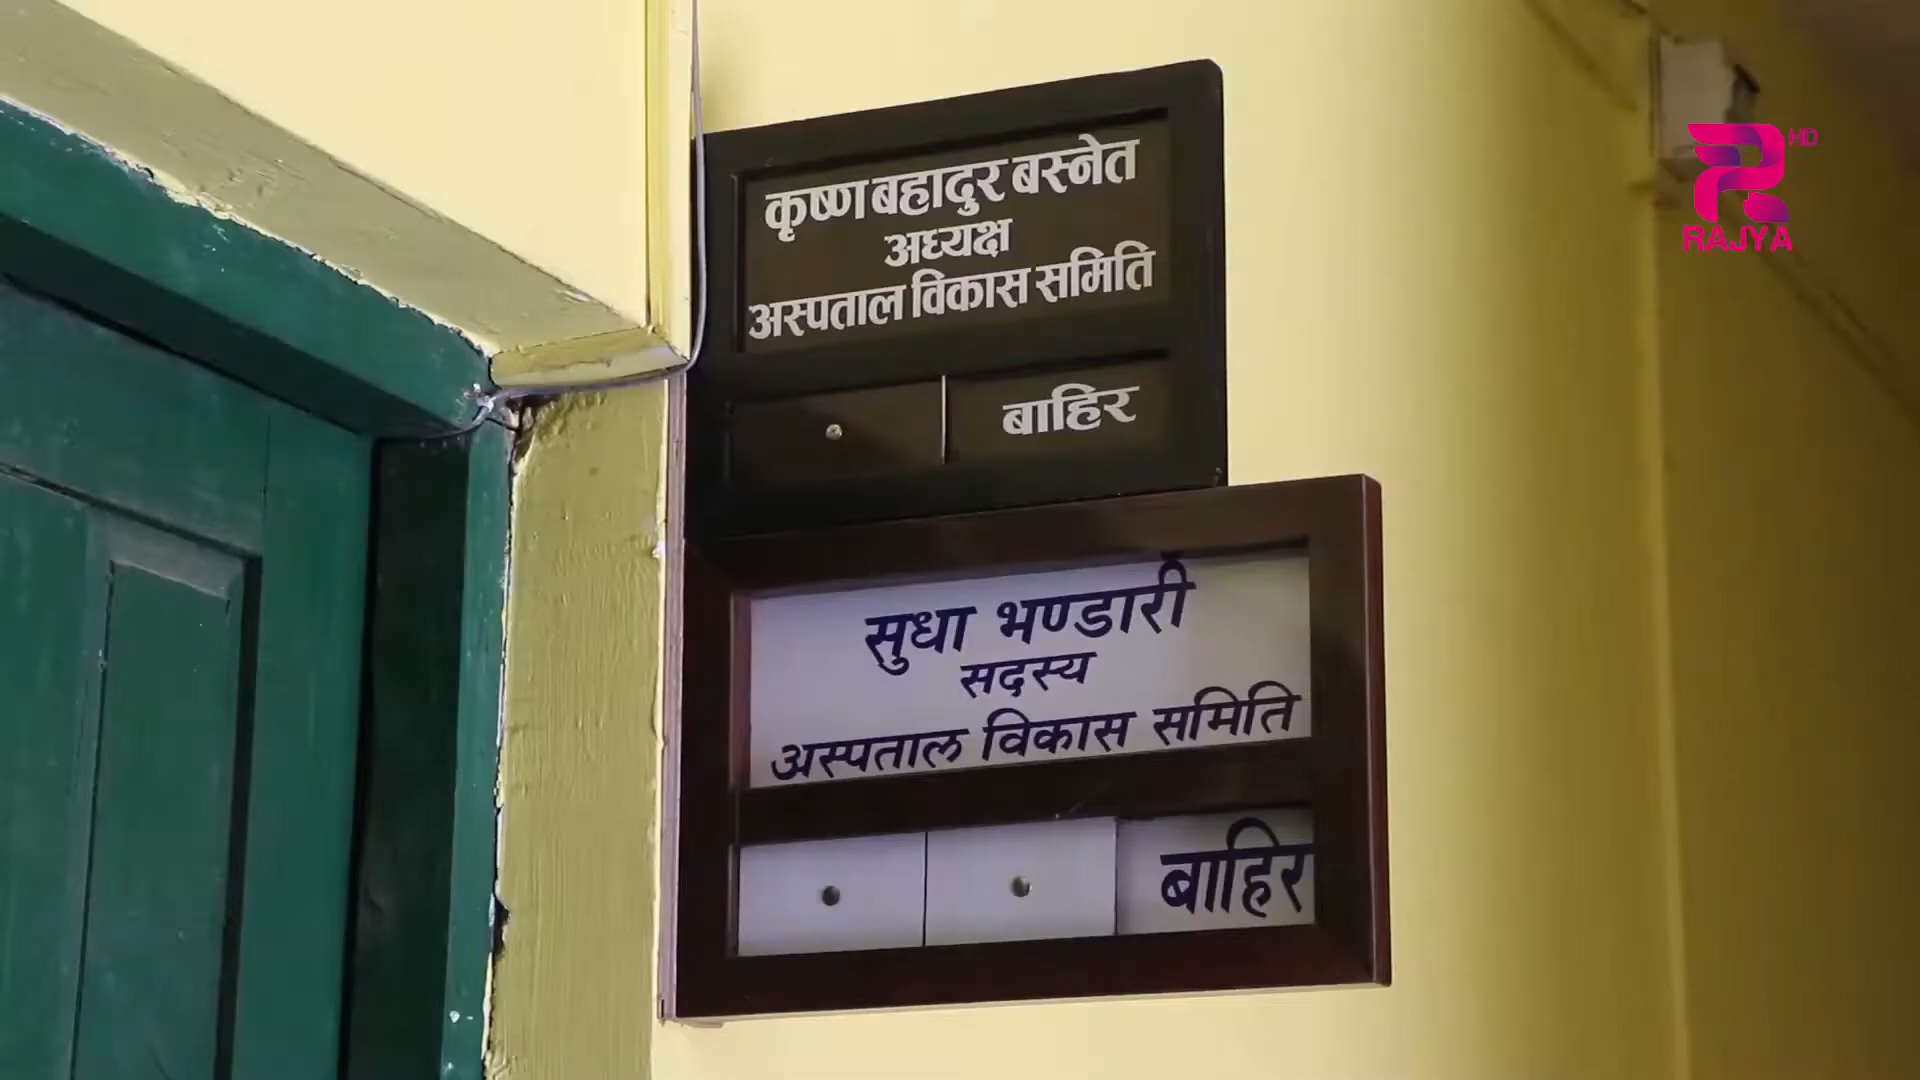 कृष्ण बहादुर बस्नेत
अध्यक्ष
अस्पताल विकास समिति
बाहिर
सुधा भण्डारी
सदस्य
अस्पताल विकास समिति
बाहिर
HD
RAJYA